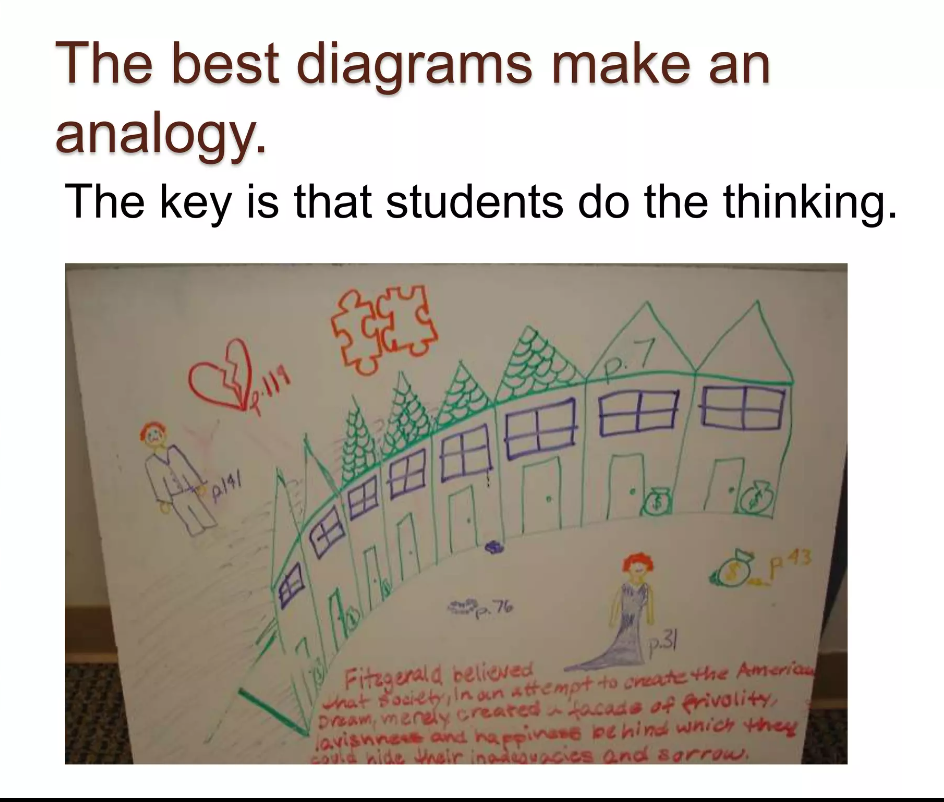 The best diagrams make an
analogy.
The key is that students do the thinking.
p.7
p.119
p.141
p.43
p.76
p.31
Fitzgerald believed
that society, in an attempt to create the American
Dream, merely created a facade of frivolity,
lavishness and happiness behind which they
could hide their inadequacies and sorrow.